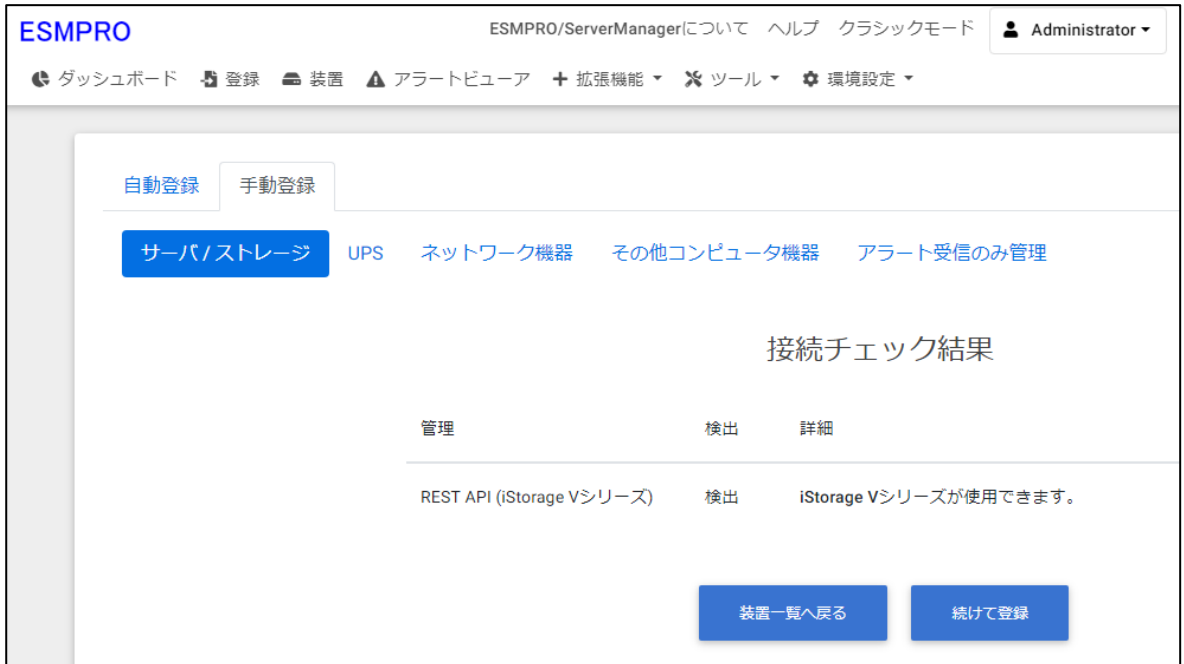 ESMPRO ESMPRO/ServerManagerについて ヘルプ クラシックモード Administrator
ダッシュボード 登録 装置 アラートビューア 拡張機能 ツール 環境設定
自動登録 手動登録
サーバ / ストレージ UPS ネットワーク機器 その他コンピュータ機器 アラート受信のみ管理
接続チェック結果
管理 検出 詳細
REST API (iStorage Vシリーズ) 検出 iStorage Vシリーズが使用できます。
装置一覧へ戻る 続けて登録